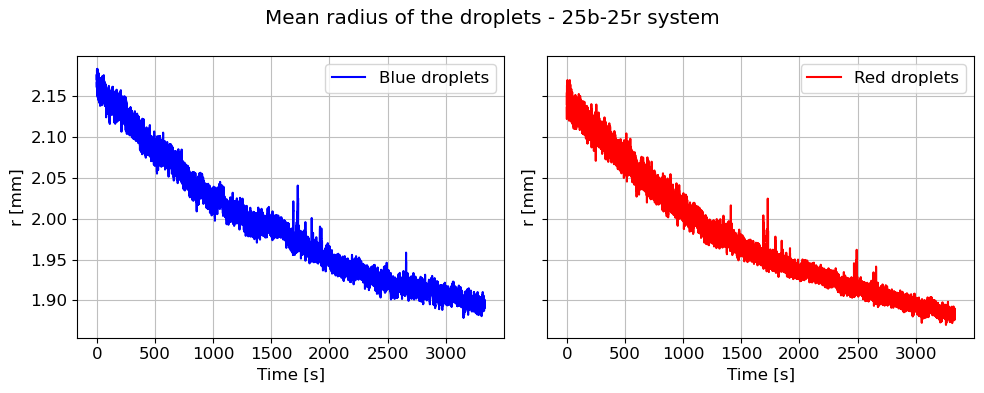 Mean radius of the droplets - 25b-25r system
Blue droplets
2.15
2.10
2.05
2.00
1.95
1.90
r [mm]
0 500 1000 1500 2000 2500 3000
Time [s]
Red droplets
r [mm]
0 500 1000 1500 2000 2500 3000
Time [s]